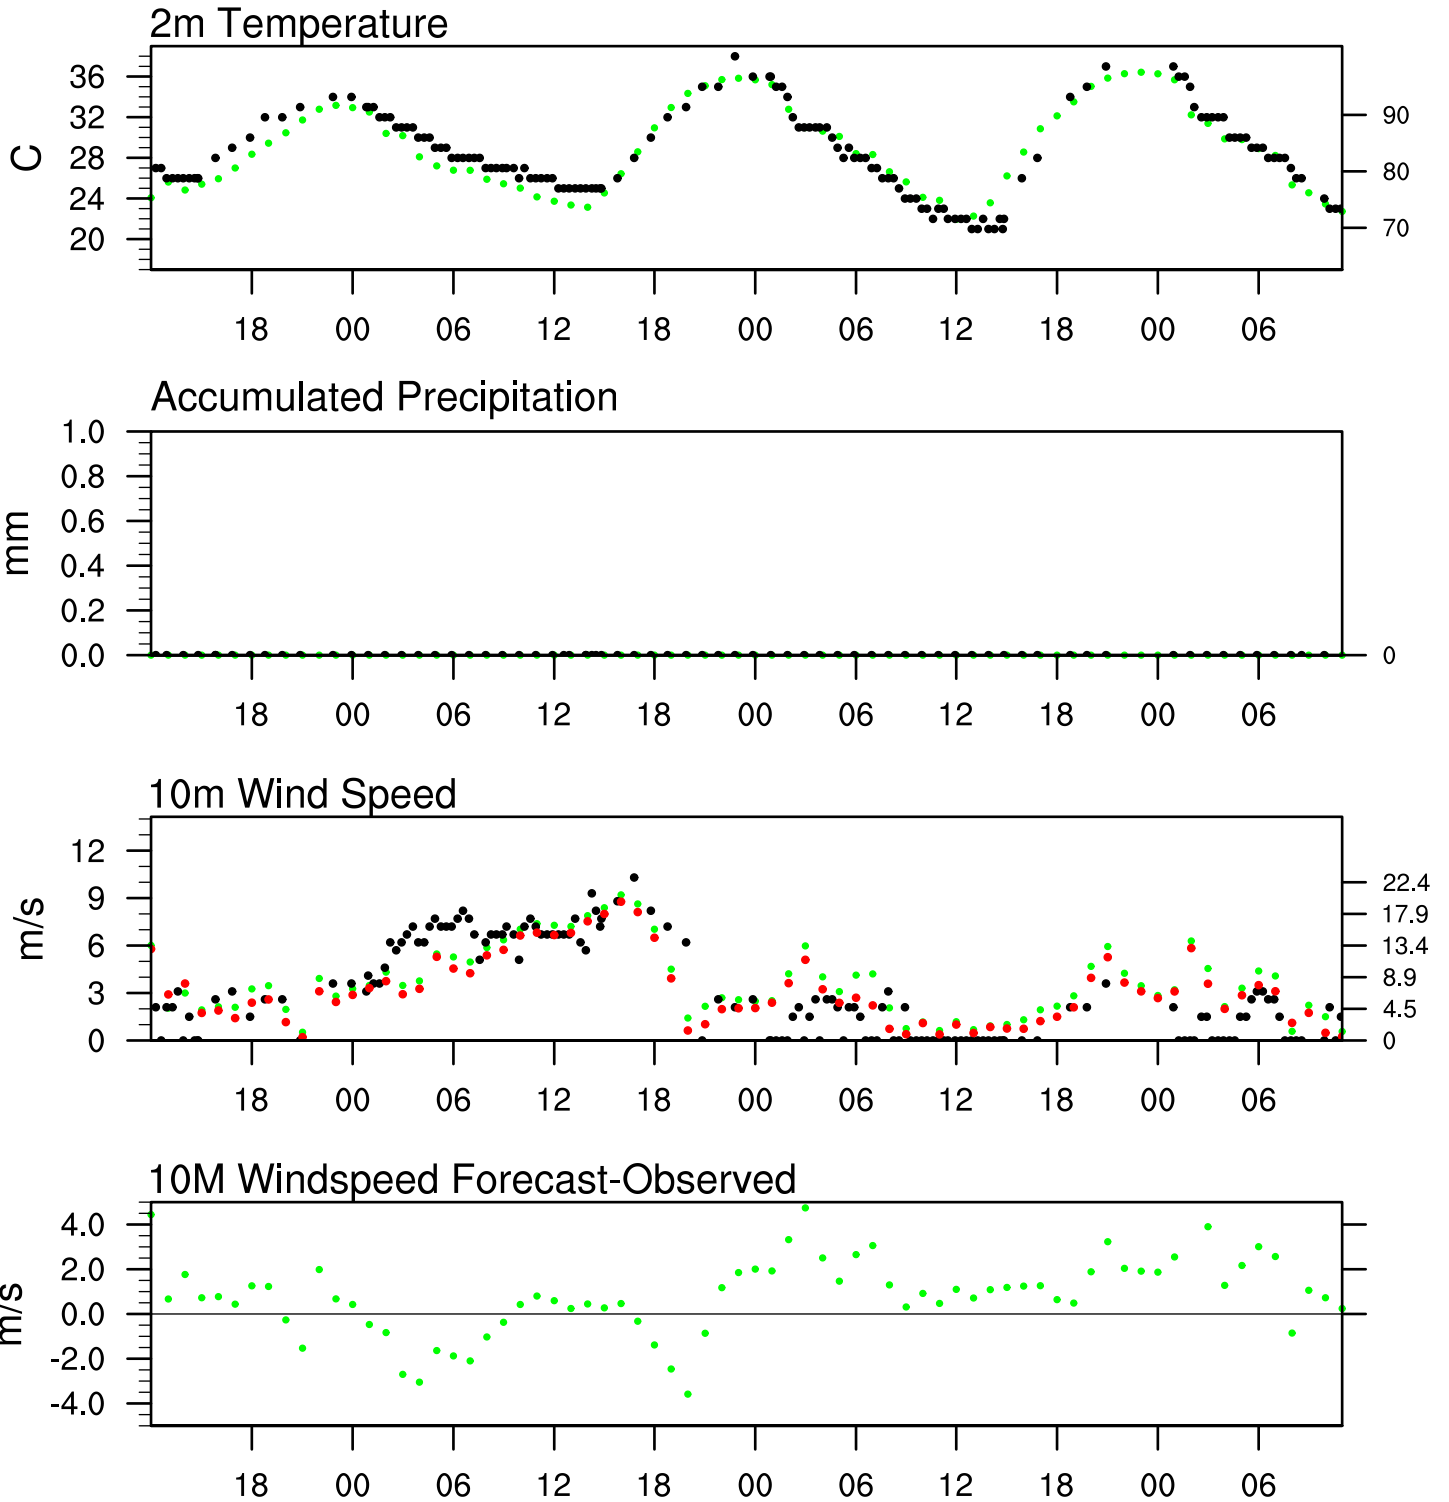 2m Temperature
36
32
28
24
20
C
90
80
70
18 00 06 12 18 00 06 12 18 00 06
Accumulated Precipitation
1.0
0.8
0.6
0.4
0.2
0.0
mm
0
18 00 06 12 18 00 06 12 18 00 06
10m Wind Speed
12
9
6
3
0
m/s
22.4
17.9
13.4
8.9
4.5
0
18 00 06 12 18 00 06 12 18 00 06
10M Windspeed Forecast-Observed
4.0
2.0
0.0
-2.0
-4.0
m/s
18 00 06 12 18 00 06 12 18 00 06